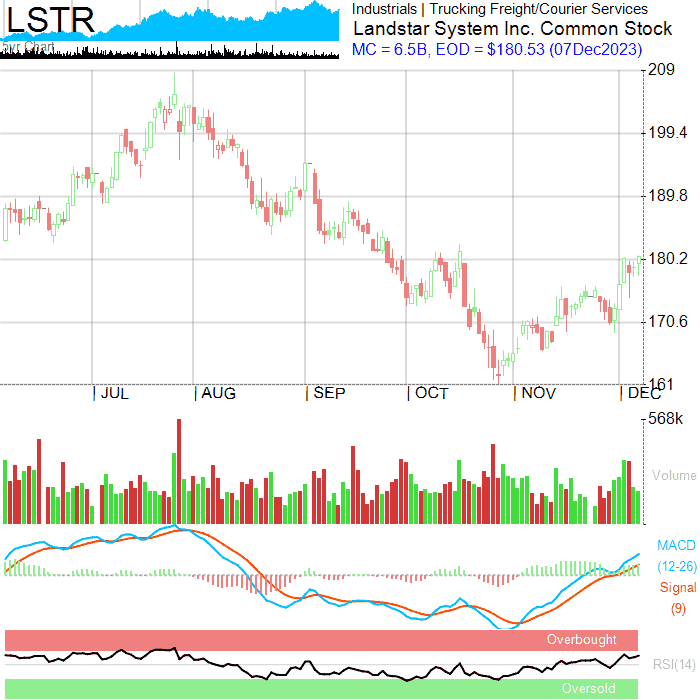 LSTR
5yr Chart
Industrials | Trucking Freight/Courier Services
Landstar System Inc. Common Stock
MC = 6.5B, EOD = $180.53 (07Dec2023)
209
199.4
189.8
180.2
170.6
161
| JUL | AUG | SEP | OCT | NOV | DEC
568k
Volume
MACD
(12-26)
Signal
(9)
Overbought
RSI(14)
Oversold